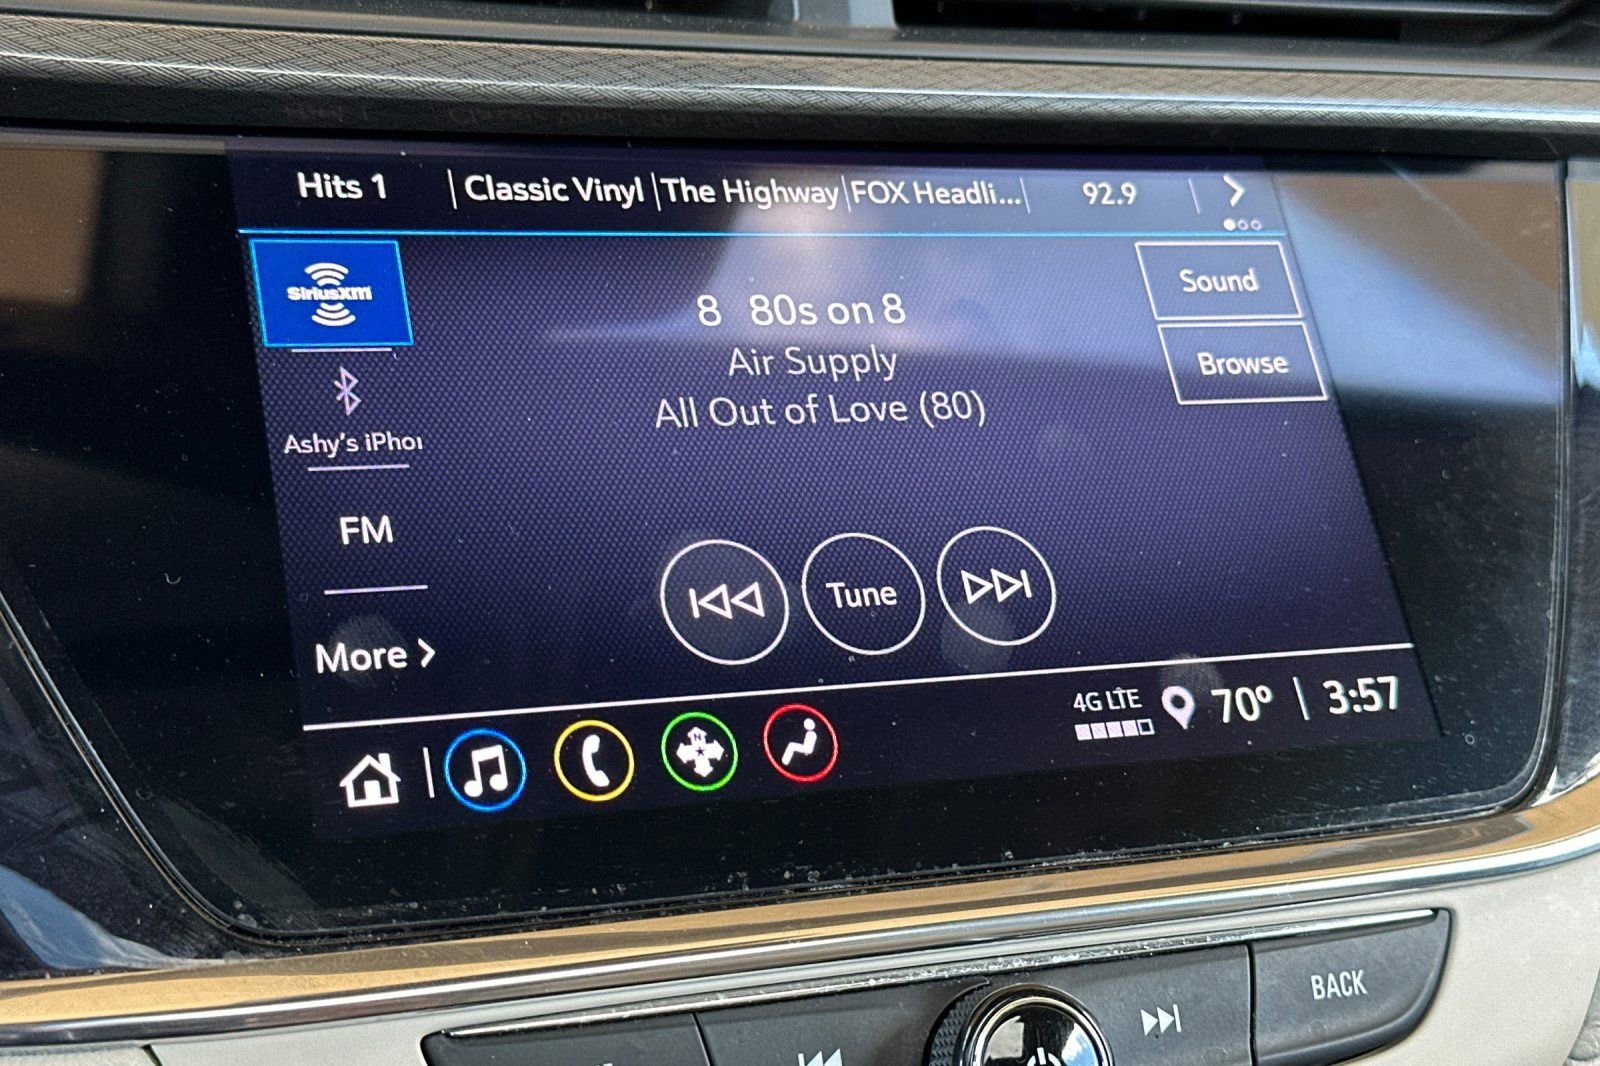 Hits 1 Classic Vinyl The Highway FOX Headli... 92.9
SiriusXM
8 80s on 8
Sound
Air Supply
Browse
All Out of Love (80)
Ashy's iPho
FM
Tune
More
4G LTE 70° 3:57
N
BACK